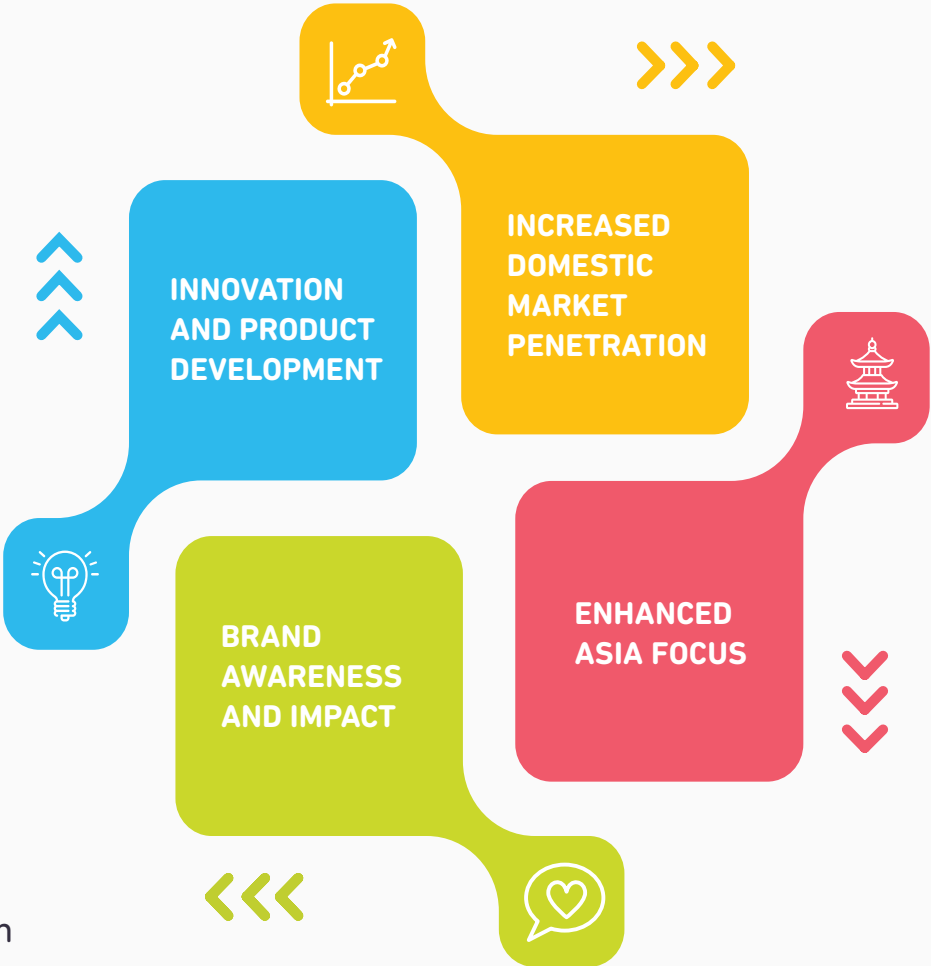 INCREASED
DOMESTIC
MARKET
PENETRATION
INNOVATION
AND PRODUCT
DEVELOPMENT
ENHANCED
ASIA FOCUS
BRAND
AWARENESS
AND IMPACT